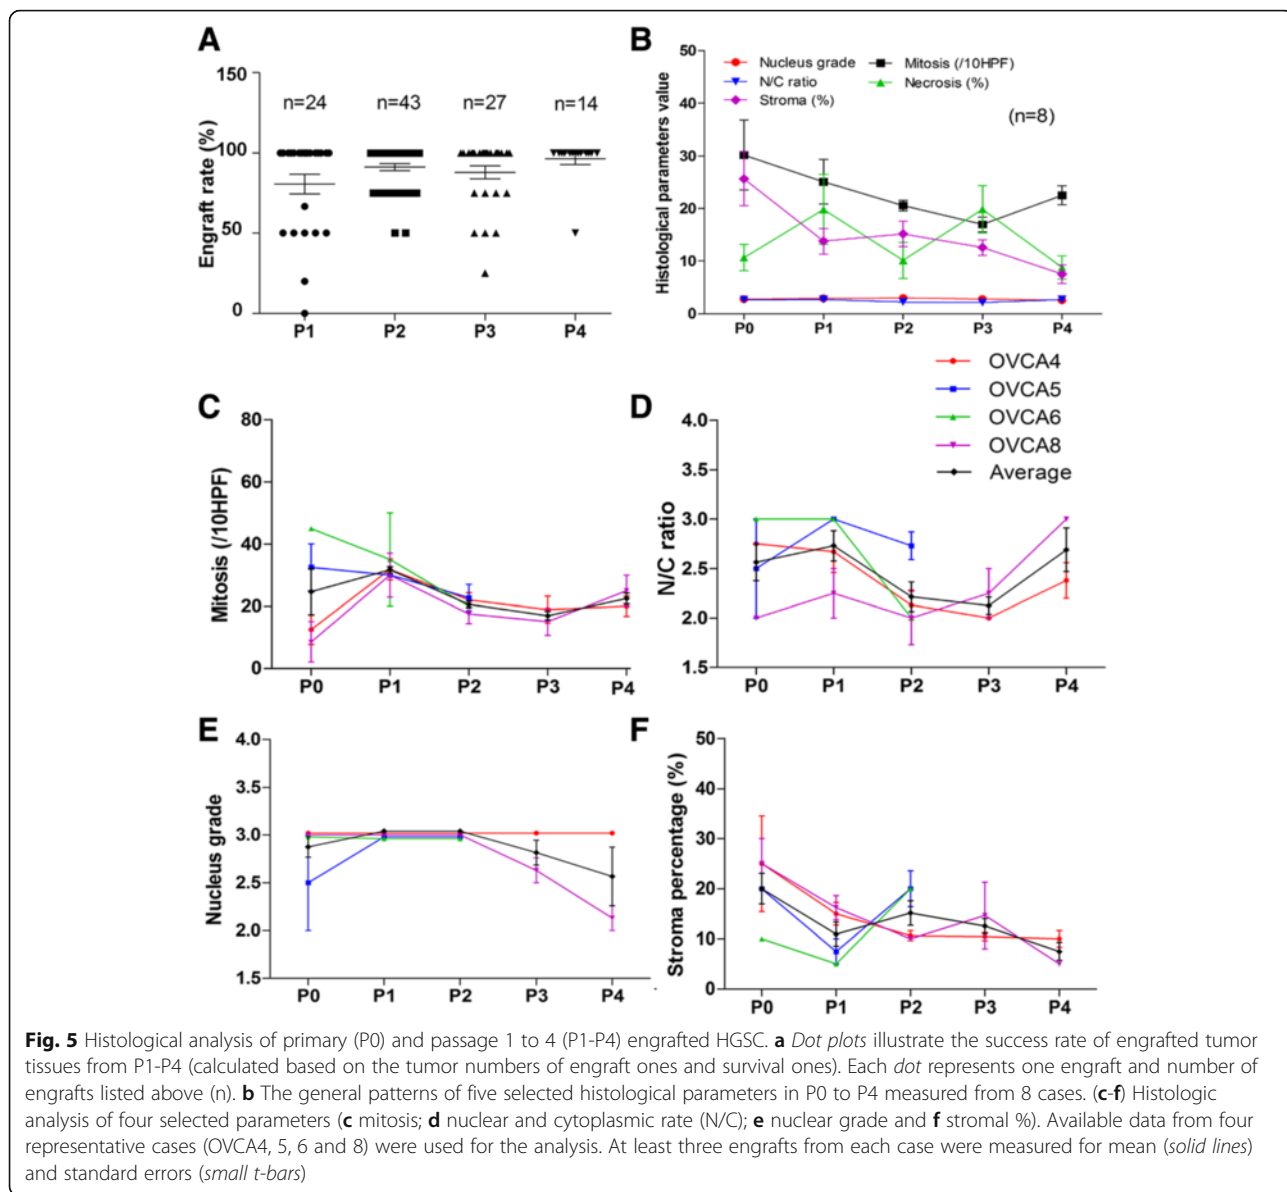 A
Engraft rate (%)
150
100
50
0
n=24
n=43
n=27
n=14
P1
P2
P3
P4
B
Histological parameters value
50
40
30
20
10
0
Nucleus grade
N/C ratio
Stroma (%)
Mitosis (/10HPF)
Necrosis (%)
(n=8)
P0
P1
P2
P3
P4
OVCA4
OVCA5
OVCA6
OVCA8
Average
C
Mitosis (/10HPF)
80
60
40
20
0
P0
P1
P2
P3
P4
D
N/C ratio
4.0
3.5
3.0
2.5
2.0
1.5
P0
P1
P2
P3
P4
E
Nucleus grade
4.0
3.5
3.0
2.5
2.0
1.5
P0
P1
P2
P3
P4
F
Stroma percentage (%)
50
40
30
20
10
0
P0
P1
P2
P3
P4
Fig. 5 Histological analysis of primary (P0) and passage 1 to 4 (P1-P4) engrafted HGSC. a Dot plots illustrate the success rate of engrafted tumor
tissues from P1-P4 (calculated based on the tumor numbers of engraft ones and survival ones). Each dot represents one engraft and number of
engrafts listed above (n). b The general patterns of five selected histological parameters in P0 to P4 measured from 8 cases. (c-f) Histologic
analysis of four selected parameters (c mitosis; d nuclear and cytoplasmic rate (N/C); e nuclear grade and f stromal %). Available data from four
representative cases (OVCA4, 5, 6 and 8) were used for the analysis. At least three engrafts from each case were measured for mean (solid lines)
and standard errors (small t-bars)